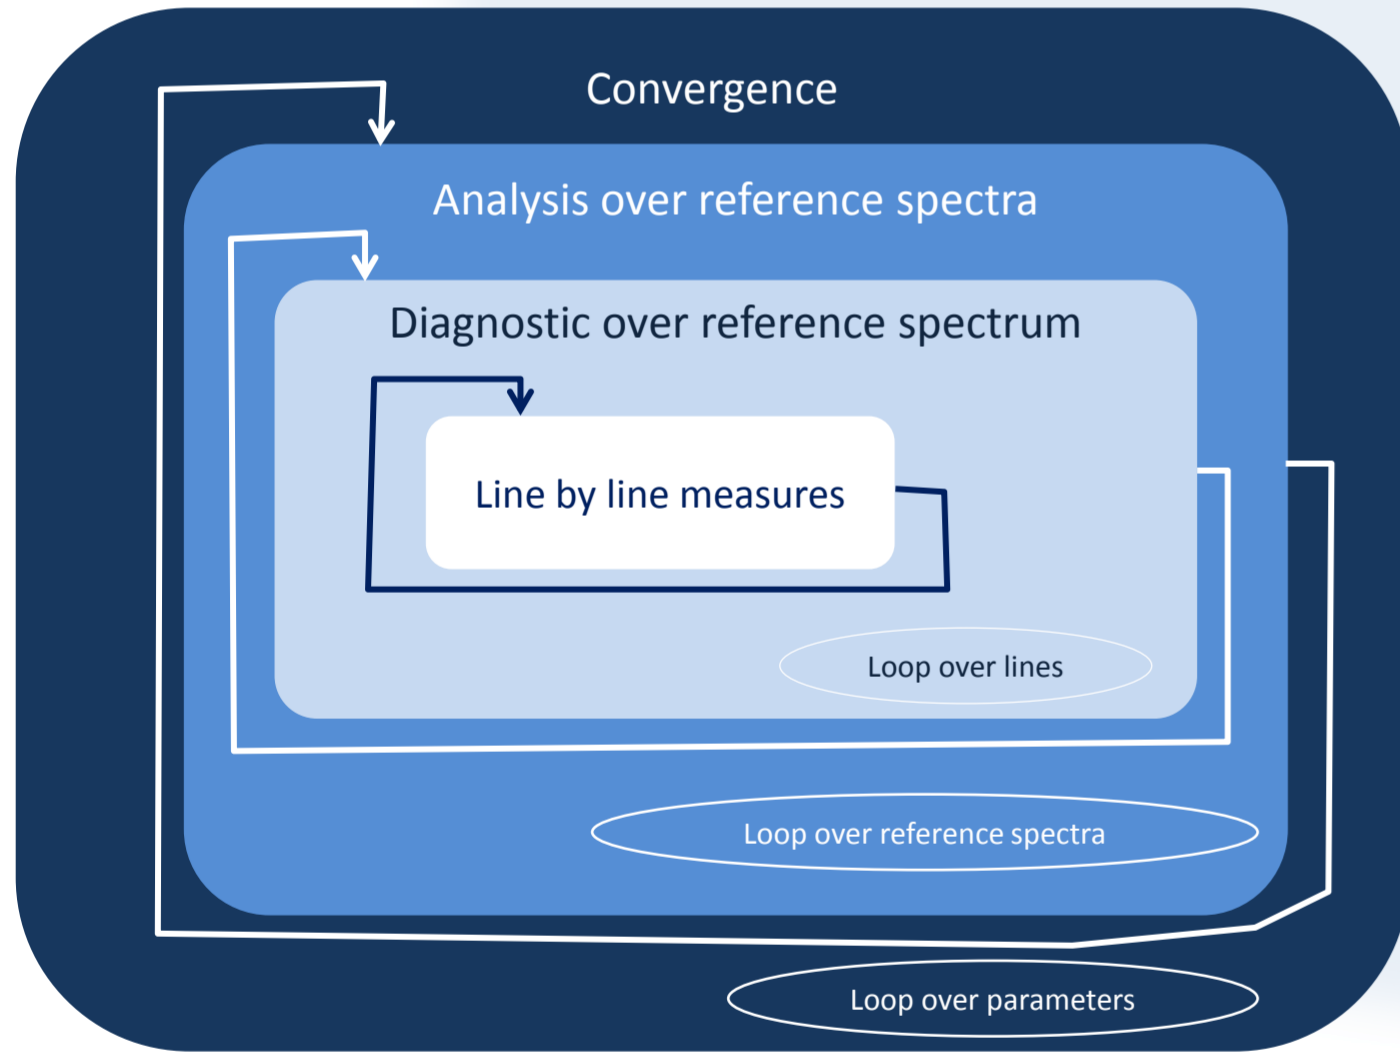 Convergence
Analysis over reference spectra
Diagnostic over reference spectrum
Line by line measures
Loop over lines
Loop over reference spectra
Loop over parameters